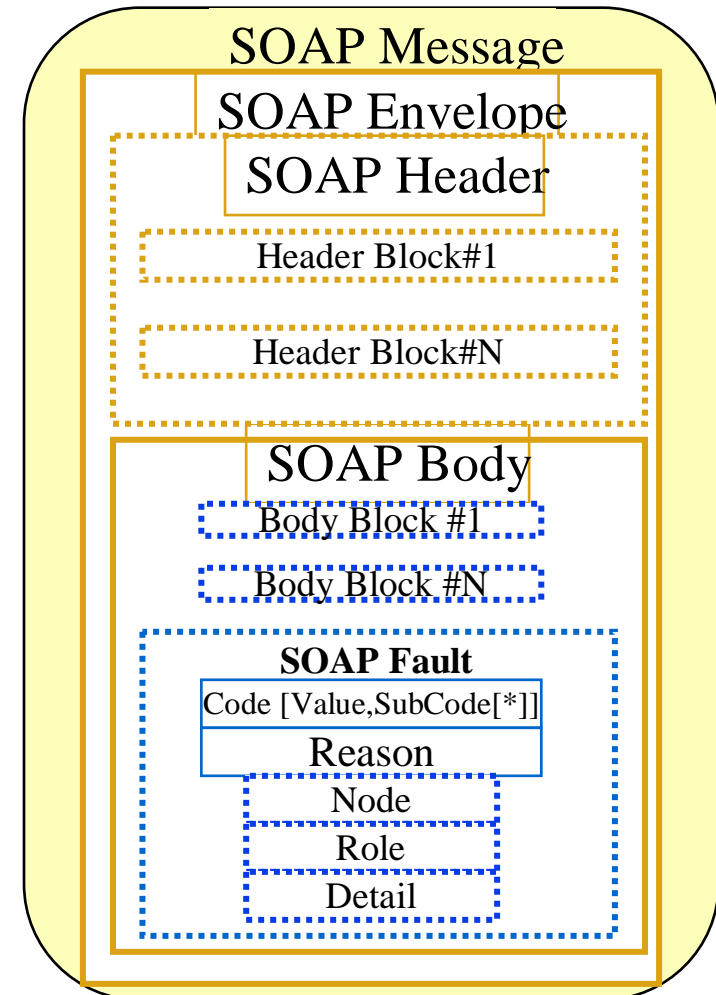 SOAP Message
SOAP Envelope
SOAP Header
Header Block#1
Header Block#N
SOAP Body
Body Block #1
Body Block #N
SOAP Fault
Code [Value,SubCode[*]]
Reason
Node
Role
Detail